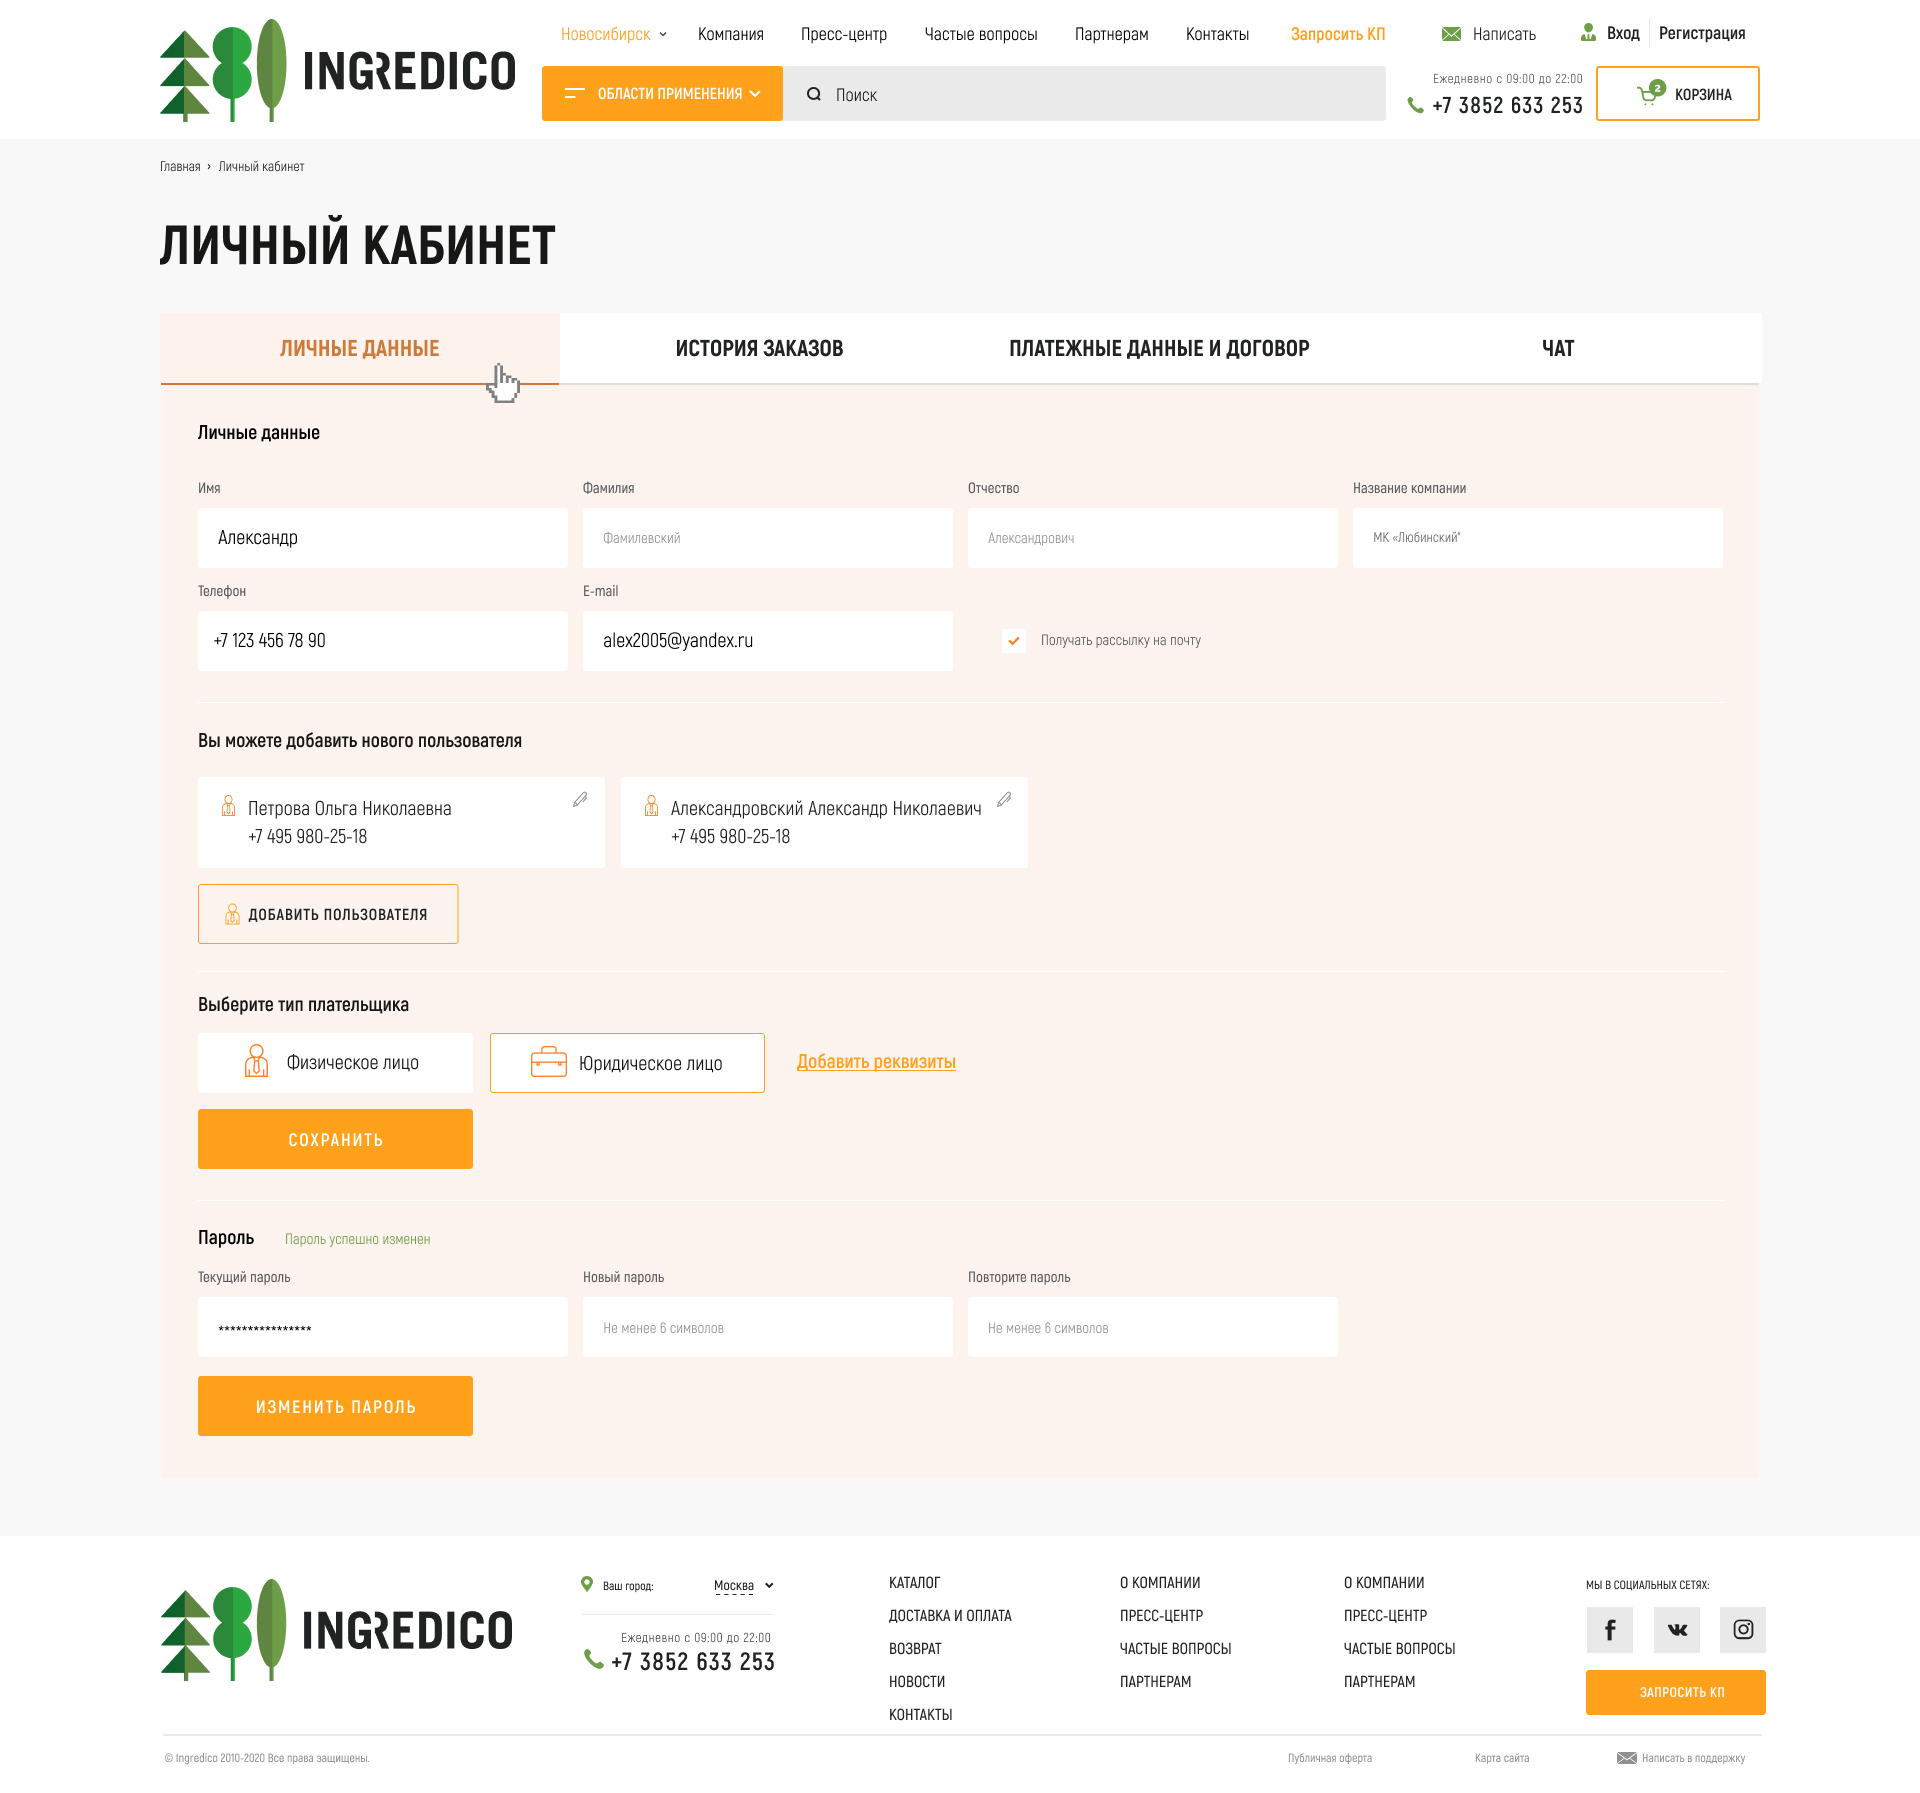 INGREDICO
Новосибирск
Компания
Пресс-центр
Частые вопросы
Партнерам
Контакты
Запросить КП
Написать
Вход
Регистрация
ОБЛАСТИ ПРИМЕНЕНИЯ
Поиск
Ежедневно с 09:00 до 22:00
+7 3852 633 253
2
КОРЗИНА
Главная › Личный кабинет
ЛИЧНЫЙ КАБИНЕТ
ЛИЧНЫЕ ДАННЫЕ
ИСТОРИЯ ЗАКАЗОВ
ПЛАТЕЖНЫЕ ДАННЫЕ И ДОГОВОР
ЧАТ
Личные данные
Имя
Фамилия
Отчество
Название компании
Александр
Фамилевский
Александрович
МК «Любинский"
Телефон
E-mail
+7 123 456 78 90
alex2005@yandex.ru
Получать рассылку на почту
Вы можете добавить нового пользователя
Петрова Ольга Николаевна
+7 495 980-25-18
Александровский Александр Николаевич
+7 495 980-25-18
ДОБАВИТЬ ПОЛЬЗОВАТЕЛЯ
Выберите тип плательщика
Физическое лицо
Юридическое лицо
Добавить реквизиты
СОХРАНИТЬ
Пароль
Пароль успешно изменен
Текущий пароль
Новый пароль
Повторите пароль
****************
Не менее 6 символов
Не менее 6 символов
ИЗМЕНИТЬ ПАРОЛЬ
INGREDICO
Ваш город:
Москва
Ежедневно с 09:00 до 22:00
+7 3852 633 253
КАТАЛОГ
ДОСТАВКА И ОПЛАТА
ВОЗВРАТ
НОВОСТИ
КОНТАКТЫ
О КОМПАНИИ
ПРЕСС-ЦЕНТР
ЧАСТЫЕ ВОПРОСЫ
ПАРТНЕРАМ
О КОМПАНИИ
ПРЕСС-ЦЕНТР
ЧАСТЫЕ ВОПРОСЫ
ПАРТНЕРАМ
МЫ В СОЦИАЛЬНЫХ СЕТЯХ:
ЗАПРОСИТЬ КП
© Ingredico 2010-2020 Все права защищены.
Публичная оферта
Карта сайта
Написать в поддержку